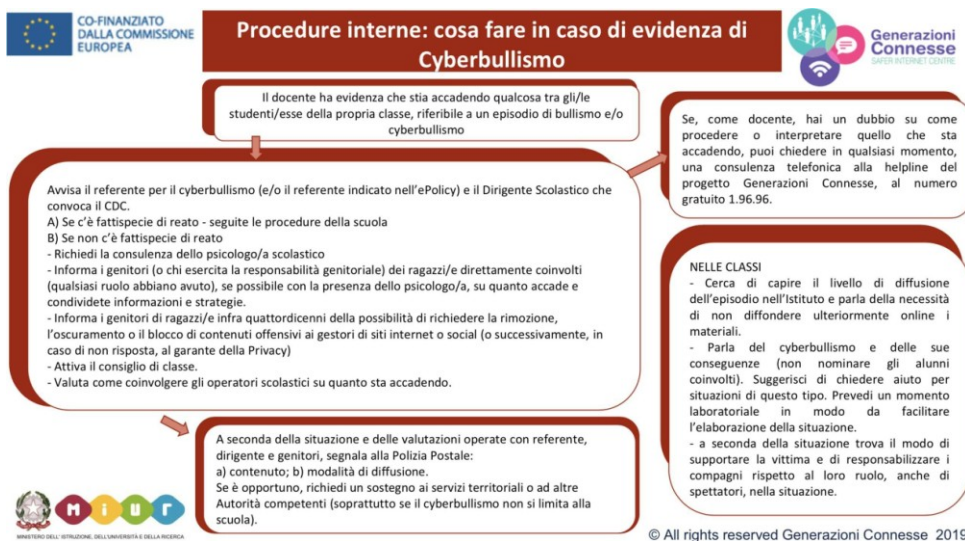 CO-FINANZIATO
DALLA COMMISSIONE
EUROPEA
Procedure interne: cosa fare in caso di evidenza di
Cyberbullismo
Generazioni
Connesse
SAFER INTERNET CENTRE
Il docente ha evidenza che stia accadendo qualcosa tra gli/le
studenti/esse della propria classe, riferibile a un episodio di bullismo e/o
cyberbullismo
Se, come docente, hai un dubbio su come
procedere o interpretare quello che sta
accadendo, puoi chiedere in qualsiasi momento,
una consulenza telefonica alla helpline del
progetto Generazioni Connesse, al numero
gratuito 1.96.96.
Avvisa il referente per il cyberbullismo (e/o il referente indicato nell'ePolicy) e il Dirigente Scolastico che
convoca il CDC.
A) Se c'è fattispecie di reato - seguite le procedure della scuola
B) Se non c'è fattispecie di reato
- Richiedi la consulenza dello psicologo/a scolastico
- Informa i genitori (o chi esercita la responsabilità genitoriale) dei ragazzi/e direttamente coinvolti
(qualsiasi ruolo abbiano avuto), se possibile con la presenza dello psicologo/a, su quanto accade e
condividete informazioni e strategie.
- Informa i genitori di ragazzi/e infra quattordicenni della possibilità di richiedere la rimozione,
l'oscuramento o il blocco di contenuti offensivi ai gestori di siti internet o social (o successivamente, in
caso di non risposta, al garante della Privacy)
- Attiva il consiglio di classe.
- Valuta come coinvolgere gli operatori scolastici su quanto sta accadendo.
NELLE CLASSI
- Cerca di capire il livello di diffusione
dell'episodio nell'Istituto e parla della necessità
di non diffondere ulteriormente online i
materiali.
- Parla del cyberbullismo e delle sue
conseguenze (non nominare gli alunni
coinvolti). Suggerisci di chiedere aiuto per
situazioni di questo tipo. Prevedi un momento
laboratoriale in modo da facilitare
l'elaborazione della situazione.
- a seconda della situazione trova il modo di
supportare la vittima e di responsabilizzare i
compagni rispetto al loro ruolo, anche di
spettatori, nella situazione.
A seconda della situazione e delle valutazioni operate con referente,
dirigente e genitori, segnala alla Polizia Postale:
a) contenuto; b) modalità di diffusione.
Se è opportuno, richiedi un sostegno ai servizi territoriali o ad altre
Autorità competenti (soprattutto se il cyberbullismo non si limita alla
scuola).
MIUR
MINISTERO DELL' ISTRUZIONE, DELL'UNIVERSITÀ E DELLA RICERCA
© All rights reserved Generazioni Connesse 2019